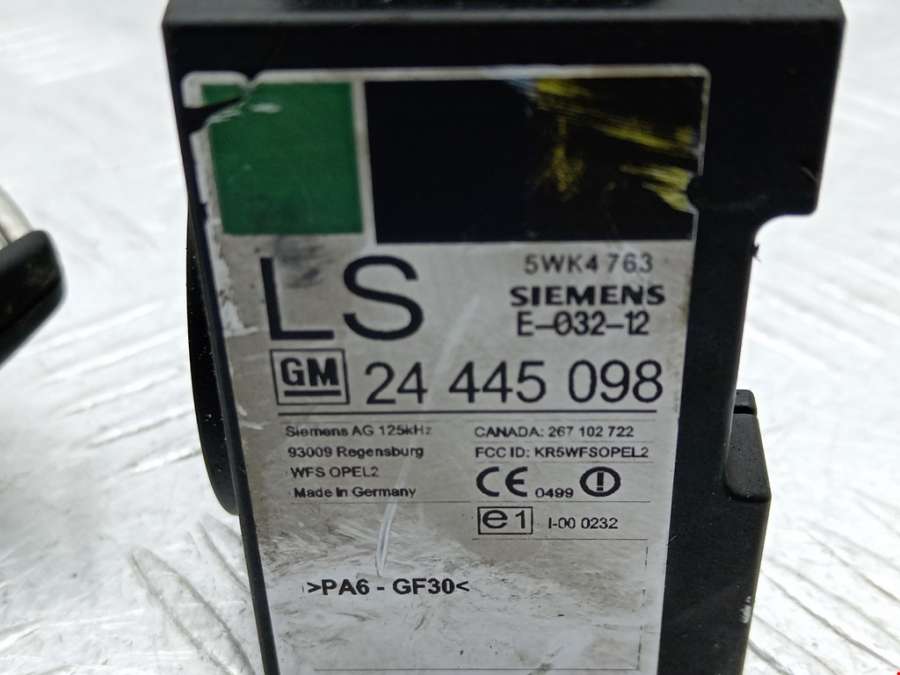 LS
5WK4 763
SIEMENS
E-032-12
GM 24 445 098
Siemens AG 125kHz
93009 Regensburg
WFS OPEL2
Made in Germany
CANADA: 267 102 722
FCC ID: KR5WFSOPEL2
CE 0499
e1 I-00 0232
>PA6 - GF30<